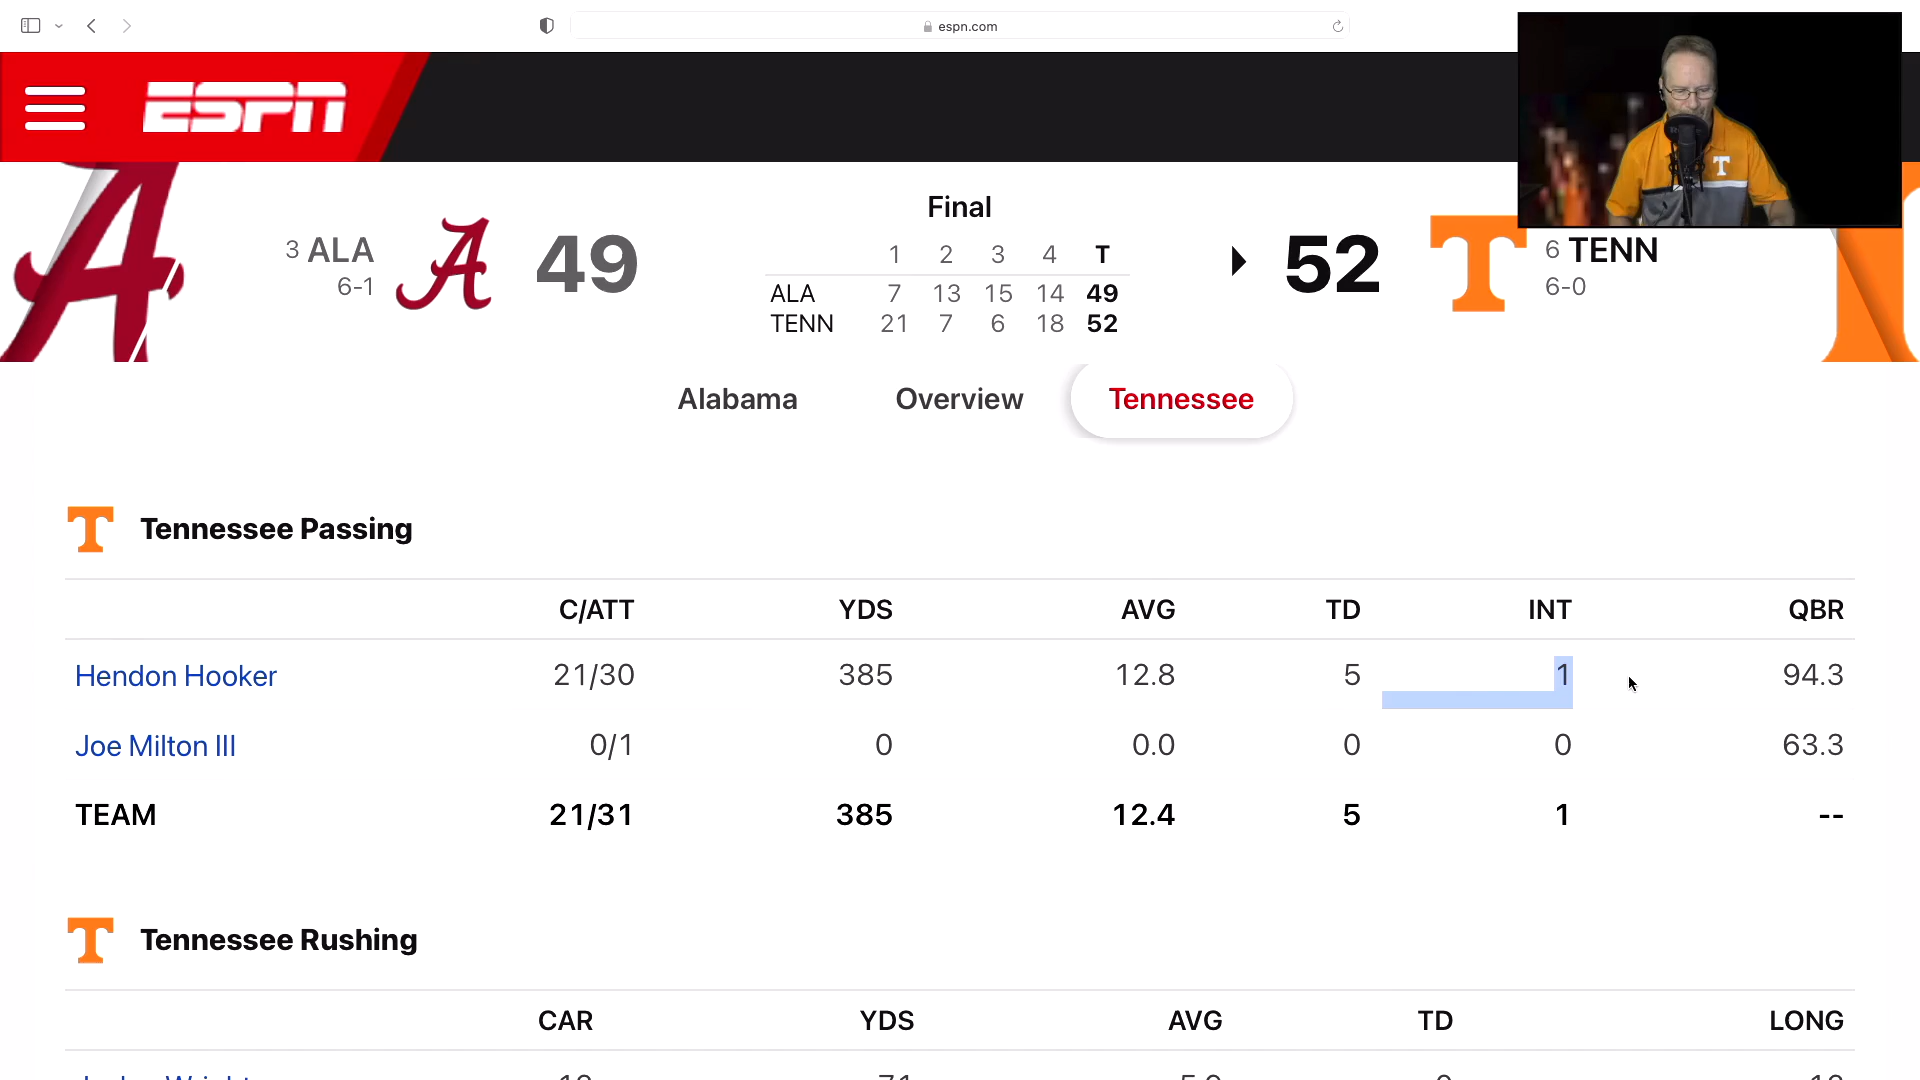 espn.com
ESPN
Final
3 ALA
6-1
49
1 2 3 4 T
ALA 7 13 15 14 49
TENN 21 7 6 18 52
52
6 TENN
6-0
T
Alabama Overview Tennessee
Tennessee Passing
C/ATT YDS AVG TD INT QBR
Hendon Hooker 21/30 385 12.8 5 1 94.3
Joe Milton III 0/1 0 0.0 0 0 63.3
TEAM 21/31 385 12.4 5 1 --
Tennessee Rushing
CAR YDS AVG TD LONG